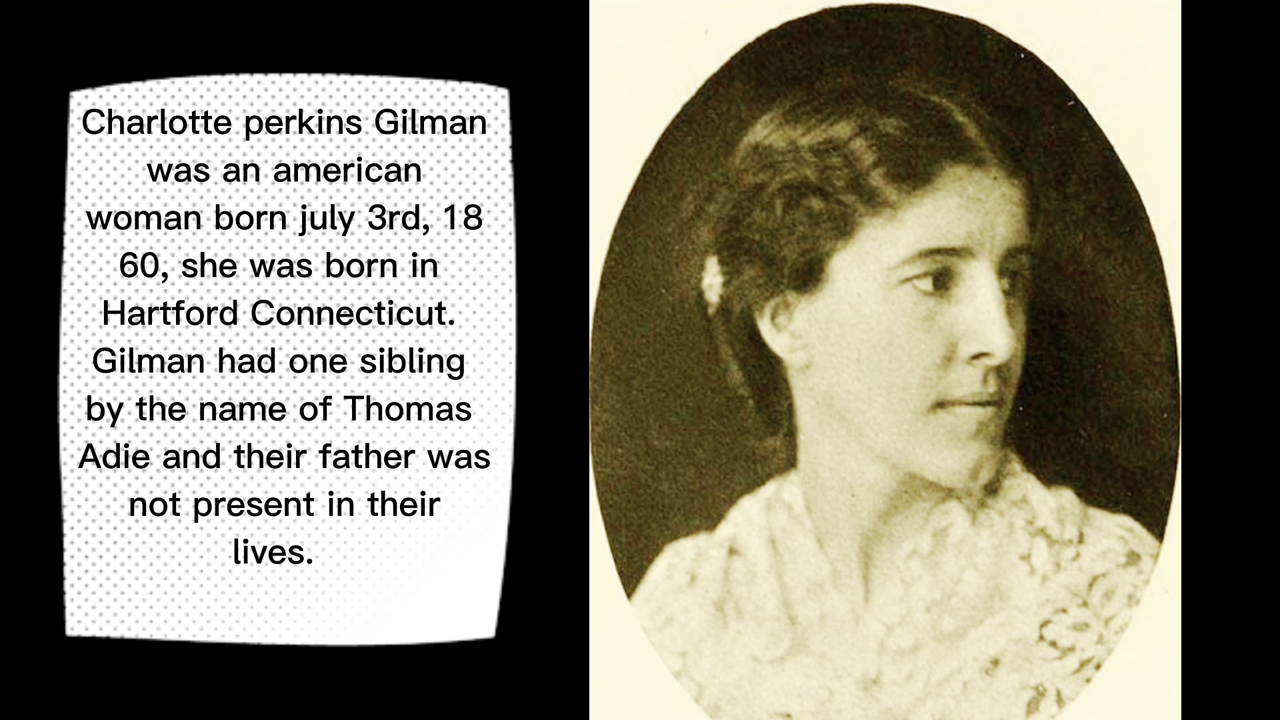 Charlotte perkins Gilman
was an american
woman born july 3rd, 18
60, she was born in
Hartford Connecticut.
Gilman had one sibling
by the name of Thomas
Adie and their father was
not present in their
lives.